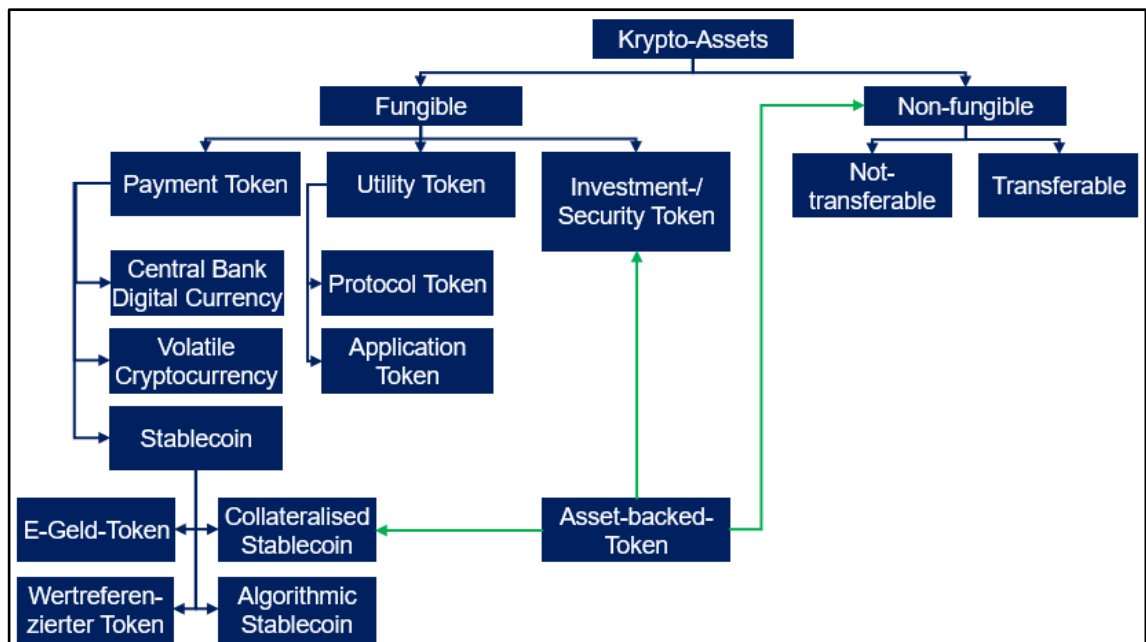 Krypto-Assets
Fungible
Non-fungible
Payment Token
Utility Token
Investment-/
Security Token
Not-
transferable
Transferable
Central Bank
Digital Currency
Protocol Token
Volatile
Cryptocurrency
Application
Token
Stablecoin
E-Geld-Token
Collateralised
Stablecoin
Asset-backed-
Token
Wertreferen-
zierter Token
Algorithmic
Stablecoin